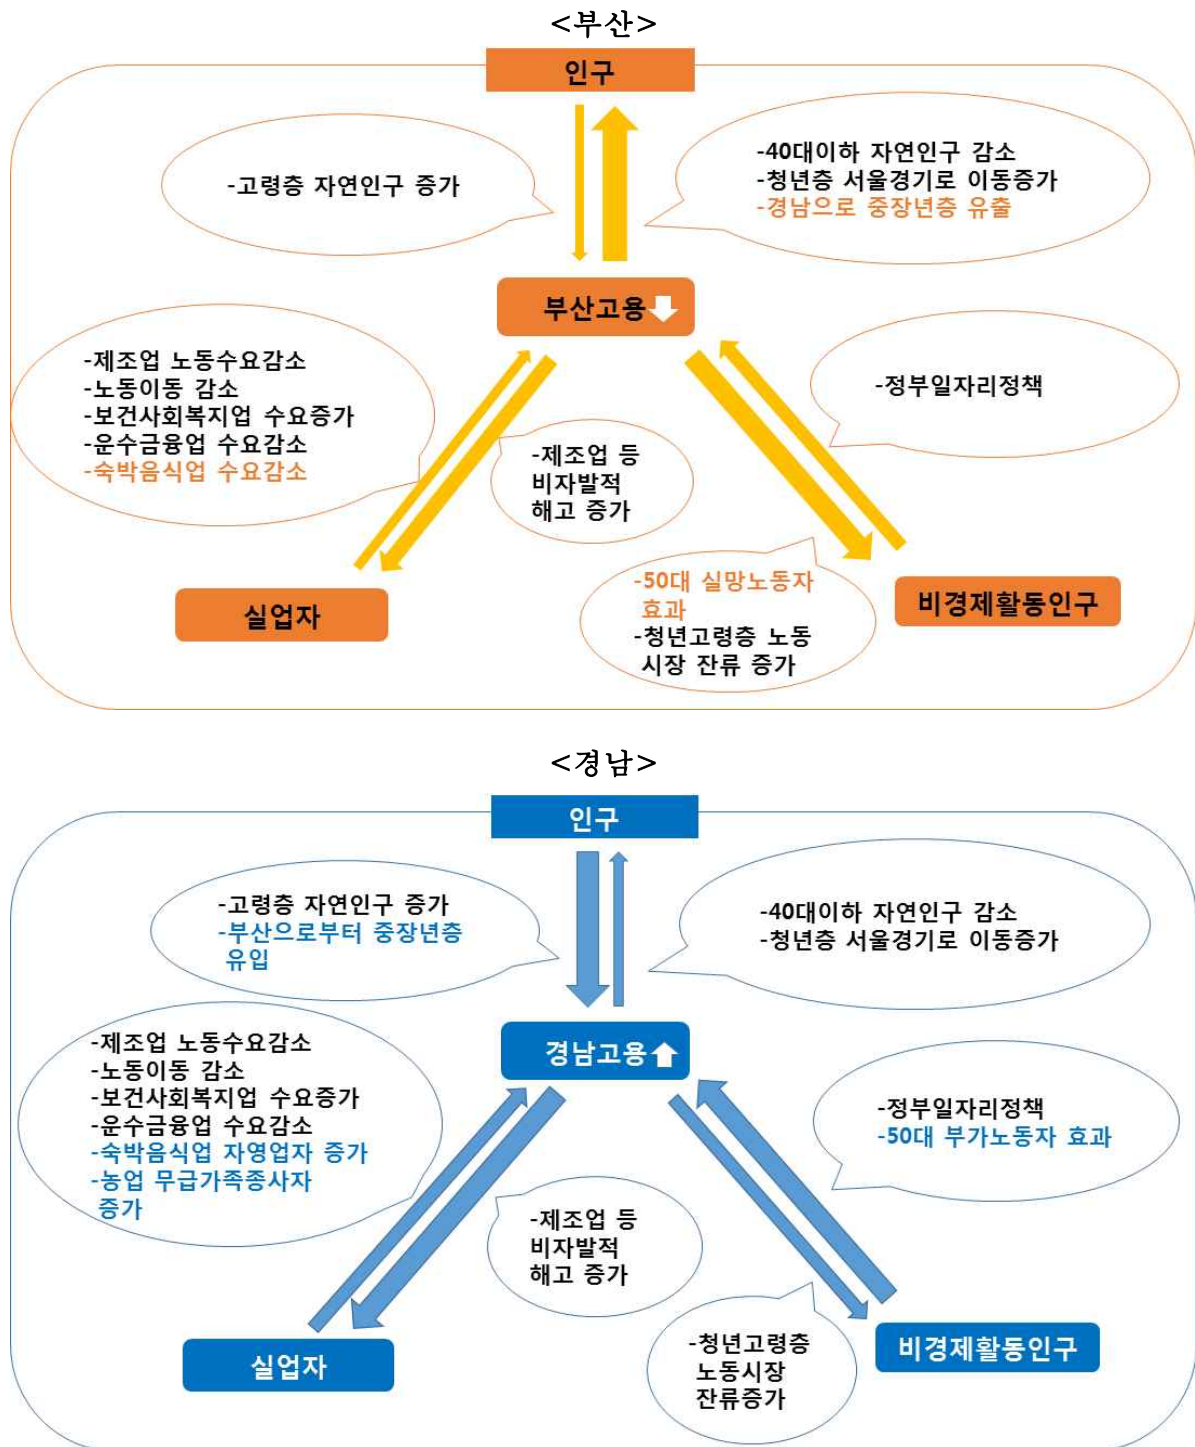 <부산>
인구
-고령층 자연인구 증가
-40대이하 자연인구 감소
-청년층 서울경기로 이동증가
-경남으로 중장년층 유출
부산고용
-제조업 노동수요감소
-노동이동 감소
-보건사회복지업 수요증가
-운수금융업 수요감소
-숙박음식업 수요감소
-정부일자리정책
-제조업 등
비자발적
해고 증가
-50대 실망노동자
효과
-청년고령층 노동
시장 잔류 증가
실업자
비경제활동인구
<경남>
인구
-고령층 자연인구 증가
-부산으로부터 중장년층
유입
-40대이하 자연인구 감소
-청년층 서울경기로 이동증가
경남고용
-제조업 노동수요감소
-노동이동 감소
-보건사회복지업 수요증가
-운수금융업 수요감소
-숙박음식업 자영업자 증가
-농업 무급가족종사자
증가
-정부일자리정책
-50대 부가노동자 효과
-제조업 등
비자발적
해고 증가
-청년고령층
노동시장
잔류증가
실업자
비경제활동인구